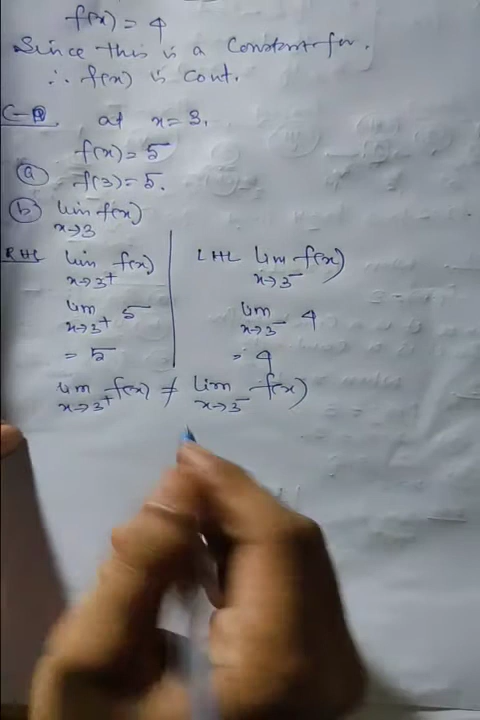 f(x) = 4
Since this is a Constant fn.
∴ f(x) is cont.
at x = 3.
f(x) = 5
(a) f(3) = 5.
(b) lim x→3 f(x)
RHL lim x→3⁺ f(x)
lim x→3⁺ 5
= 5
LHL lim x→3⁻ f(x)
lim x→3⁻ 4
= 4
lim x→3⁺ f(x) ≠ lim x→3⁻ f(x)